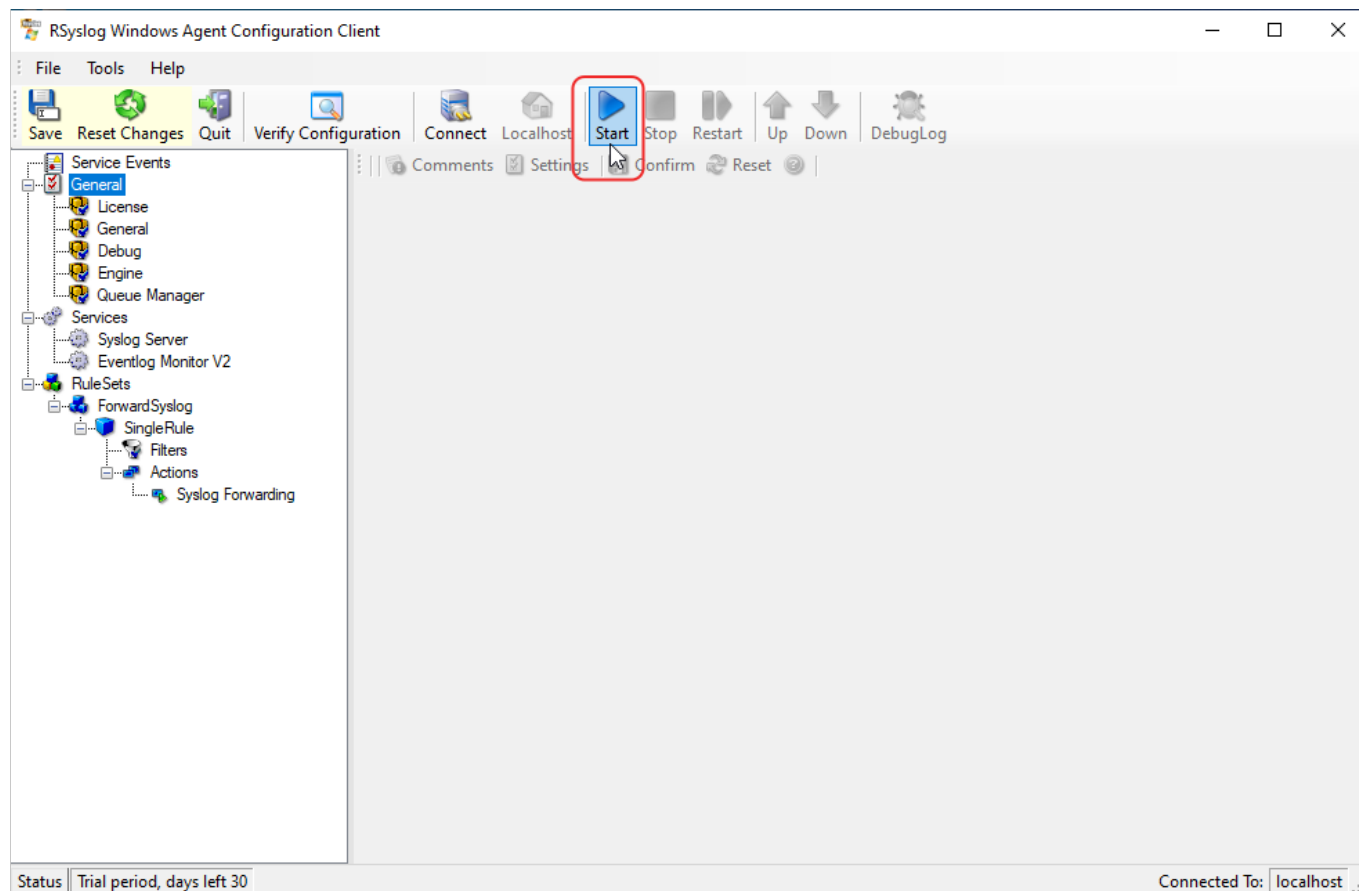 RSyslog Windows Agent Configuration Client
File Tools Help
Save Reset Changes Quit Verify Configuration Connect Localhost Start Stop Restart Up Down DebugLog
Comments Settings Confirm Reset
Service Events
General
License
General
Debug
Engine
Queue Manager
Services
Syslog Server
Eventlog Monitor V2
RuleSets
ForwardSyslog
SingleRule
Filters
Actions
Syslog Forwarding
Status Trial period, days left 30 Connected To: localhost